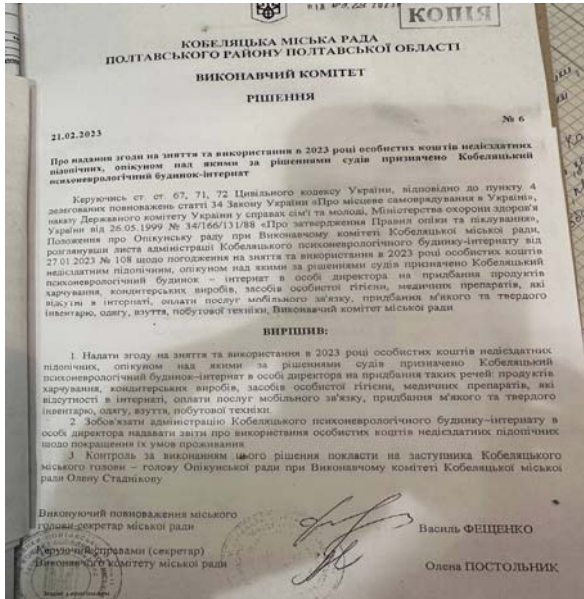 КОПІЯ
КОБЕЛЯЦЬКА МІСЬКА РАДА
ПОЛТАВСЬКОГО РАЙОНУ ПОЛТАВСЬКОЇ ОБЛАСТІ
ВИКОНАВЧИЙ КОМІТЕТ
РІШЕННЯ
№ 6
21.02.2023
Про надання згоди на зняття та використання в 2023 році особистих коштів недієздатних
підопічних, опікуном над якими за рішеннями судів призначено Кобеляцький
психоневрологічний будинок-інтернат
Керуючись ст ст 67, 71, 72 Цивільного кодексу України, відповідно до пункту 4
делегованих повноважень статті 34 Закону України «Про місцеве самоврядування в Україні»,
наказу Державного комітету України у справах сім'ї та молоді, Міністерства охорони здоров'я
України від 26.05.1999 № 34/166/131/88 «Про затвердження Правил опіки та піклування»,
Положення про Опікунську раду при Виконавчому комітеті Кобеляцької міської ради,
розглянувши листа адміністрації Кобеляцького психоневрологічного будинку-інтернату від
27.01.2023 № 108 щодо погодження на зняття та використання в 2023 році особистих коштів
недієздатним підопічним, опікуном над якими за рішеннями судів призначено Кобеляцький
психоневрологічний будинок – інтернат в особі директора на придбання продуктів
харчування, кондитерських виробів, засобів особистої гігієни, медичних препаратів, які
відсутні в інтернаті, оплати послуг мобільного зв'язку, придбання м'якого та твердого
інвентарю, одягу, взуття, побутової техніки, Виконавчий комітет міської ради
ВИРІШИВ:
1. Надати згоду на зняття та використання в 2023 році особистих коштів недієздатних
підопічних, опікуном над якими за рішеннями судів призначено Кобеляцький
психоневрологічний будинок–інтернат в особі директора на придбання таких речей: продуктів
харчування, кондитерських виробів, засобів особистої гігієни, медичних препаратів, які
відсутності в інтернаті, оплати послуг мобільного зв'язку, придбання м'якого та твердого
інвентарю, одягу, взуття, побутової техніки.
2. Зобов'язати адміністрацію Кобеляцького психоневрологічного будинку–інтернату в
особі директора надавати звіти про використання особистих коштів недієздатних підопічних
щодо покращення їх умов проживання.
3. Контроль за виконанням цього рішення покласти на заступника Кобеляцького
міського голови – голову Опікунської ради при Виконавчому комітеті Кобеляцької міської
ради Олену Стаднікову
Виконуючий повноваження міського
голови-секретар міської ради
Василь ФЕЩЕНКО
Керуючий справами (секретар)
Виконавчого комітету міської ради
Олена ПОСТОЛЬНИК